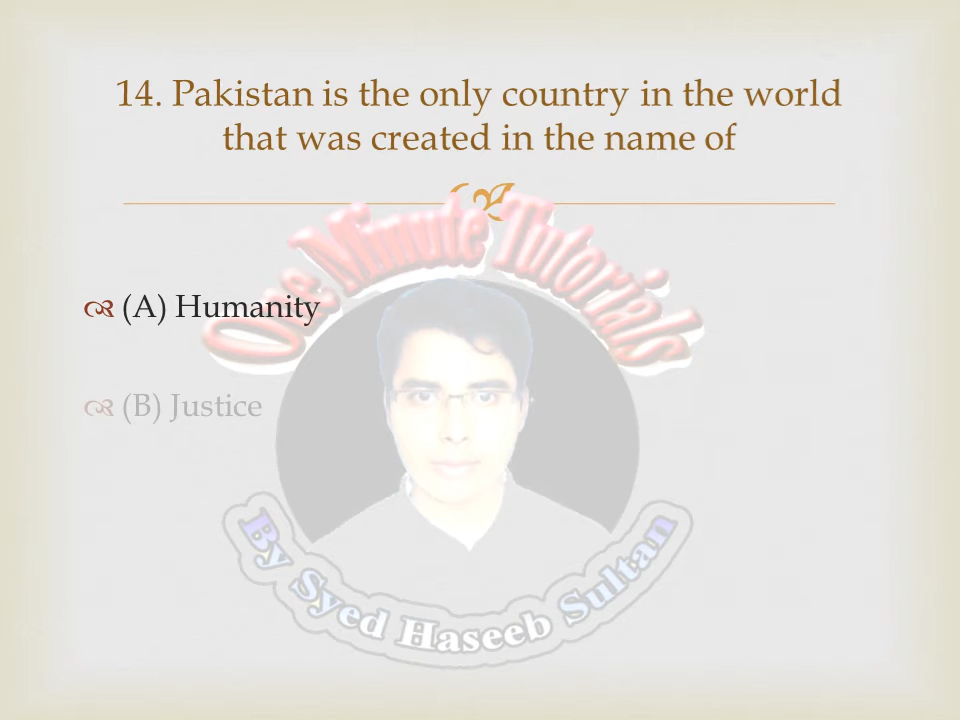 14. Pakistan is the only country in the world
that was created in the name of
One Minute Tutorials
(A) Humanity
(B) Justice
By Syed Haseeb Sultan